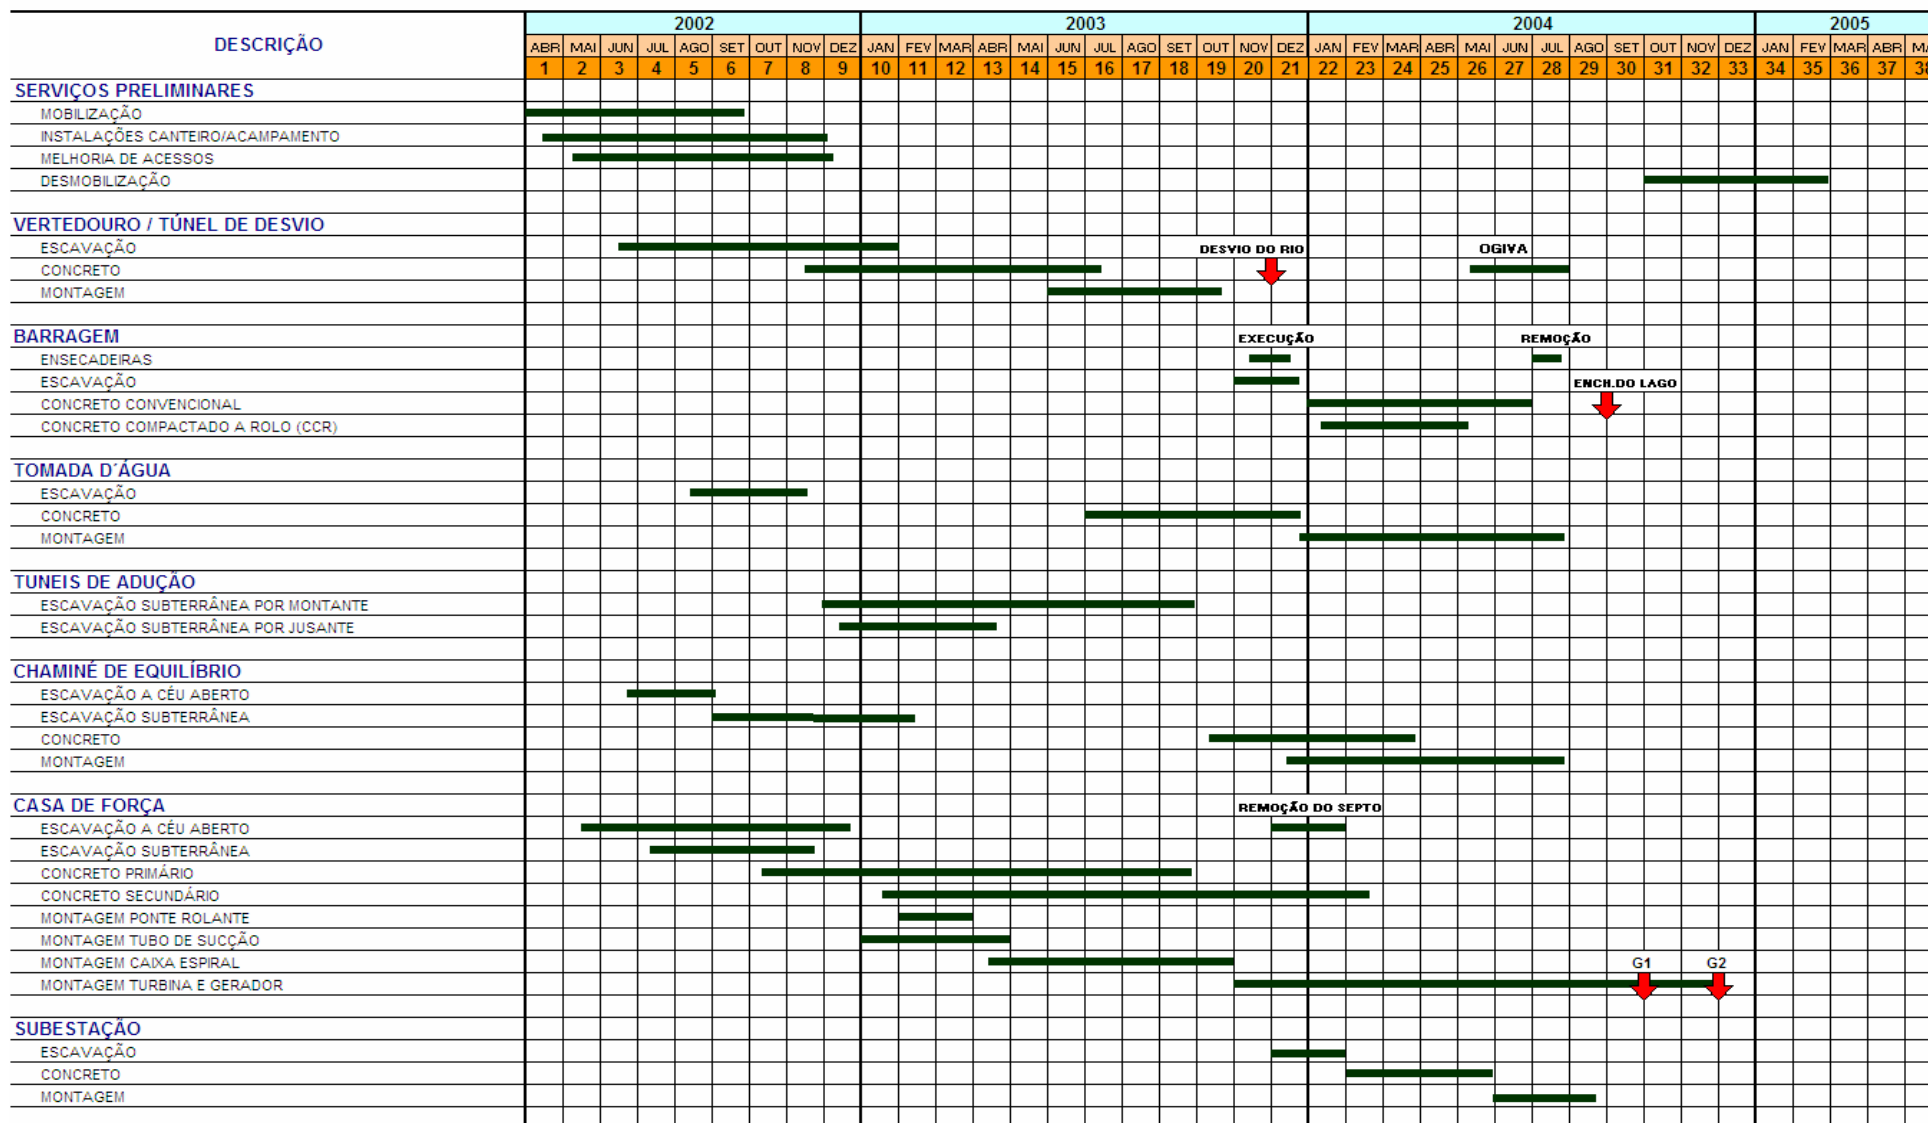 2002 2003 2004 2005
DESCRIÇÃO
ABR MAI JUN JUL AGO SET OUT NOV DEZ JAN FEV MAR ABR MAI JUN JUL AGO SET OUT NOV DEZ JAN FEV MAR ABR MAI JUN JUL AGO SET OUT NOV DEZ JAN FEV MAR ABR
1 2 3 4 5 6 7 8 9 10 11 12 13 14 15 16 17 18 19 20 21 22 23 24 25 26 27 28 29 30 31 32 33 34 35 36 37 38
SERVIÇOS PRELIMINARES
MOBILIZAÇÃO
INSTALAÇÕES CANTEIRO/ACAMPAMENTO
MELHORIA DE ACESSOS
DESMOBILIZAÇÃO
VERTEDOURO / TÚNEL DE DESVIO
ESCAVAÇÃO DESVIO DO RIO OGIVA
CONCRETO
MONTAGEM
BARRAGEM EXECUÇÃO REMOÇÃO
ENSECADEIRAS
ESCAVAÇÃO ENCH.DO LAGO
CONCRETO CONVENCIONAL
CONCRETO COMPACTADO A ROLO (CCR)
TOMADA D´ÁGUA
ESCAVAÇÃO
CONCRETO
MONTAGEM
TUNEIS DE ADUÇÃO
ESCAVAÇÃO SUBTERRÂNEA POR MONTANTE
ESCAVAÇÃO SUBTERRÂNEA POR JUSANTE
CHAMINÉ DE EQUILÍBRIO
ESCAVAÇÃO A CÉU ABERTO
ESCAVAÇÃO SUBTERRÂNEA
CONCRETO
MONTAGEM
CASA DE FORÇA REMOÇÃO DO SEPTO
ESCAVAÇÃO A CÉU ABERTO
ESCAVAÇÃO SUBTERRÂNEA
CONCRETO PRIMÁRIO
CONCRETO SECUNDÁRIO
MONTAGEM PONTE ROLANTE
MONTAGEM TUBO DE SUCÇÃO
MONTAGEM CAIXA ESPIRAL G1 G2
MONTAGEM TURBINA E GERADOR
SUBESTAÇÃO
ESCAVAÇÃO
CONCRETO
MONTAGEM